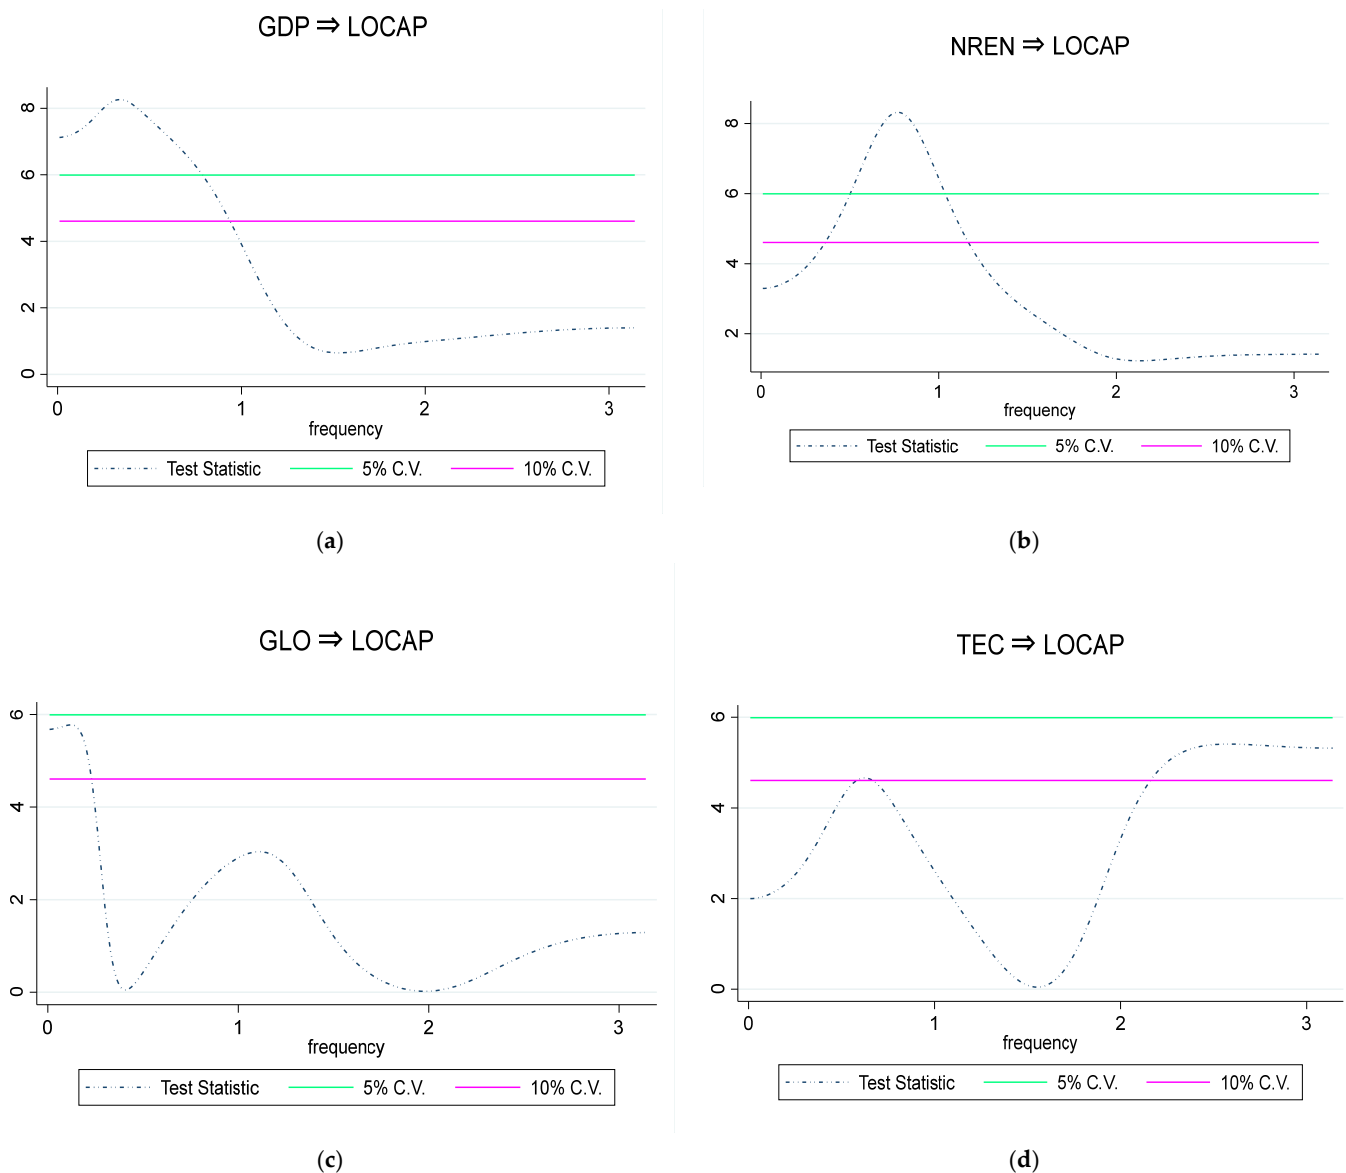 GDP ⇒ LOCAP
8
6
4
2
0
0 1 2 3
frequency
Test Statistic 5% C.V. 10% C.V.
(a)
NREN ⇒ LOCAP
8
6
4
2
0 1 2 3
frequency
Test Statistic 5% C.V. 10% C.V.
(b)
GLO ⇒ LOCAP
6
4
2
0
0 1 2 3
frequency
Test Statistic 5% C.V. 10% C.V.
(c)
TEC ⇒ LOCAP
6
4
2
0
0 1 2 3
frequency
Test Statistic 5% C.V. 10% C.V.
(d)